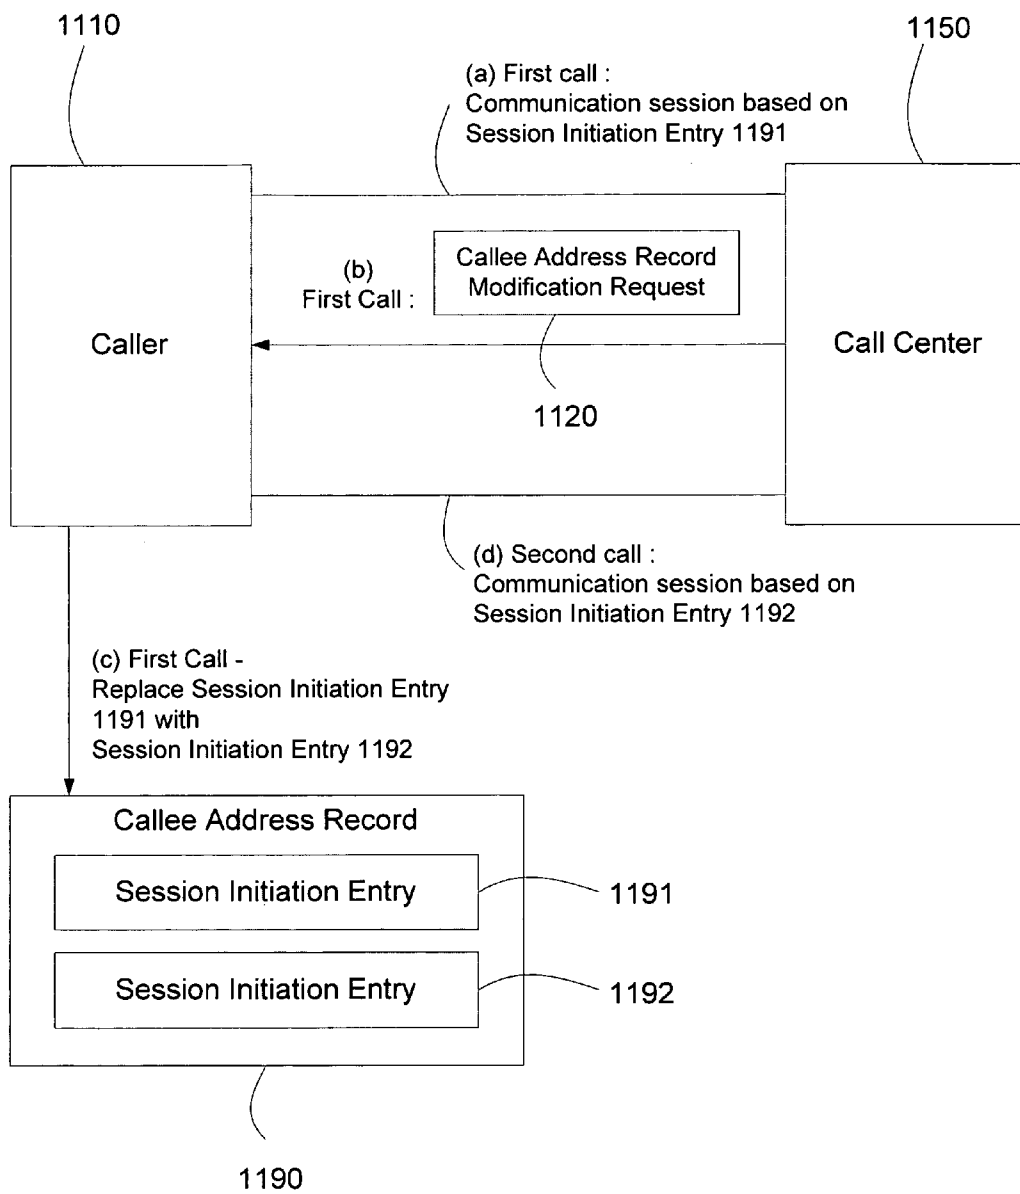 1110
1150
(a) First call :
Communication session based on
Session Initiation Entry 1191
Callee Address Record
Modification Request
(b)
First Call :
Caller
Call Center
1120
(d) Second call :
Communication session based on
Session Initiation Entry 1192
(c) First Call -
Replace Session Initiation Entry
1191 with
Session Initiation Entry 1192
Callee Address Record
Session Initiation Entry
1191
Session Initiation Entry
1192
1190